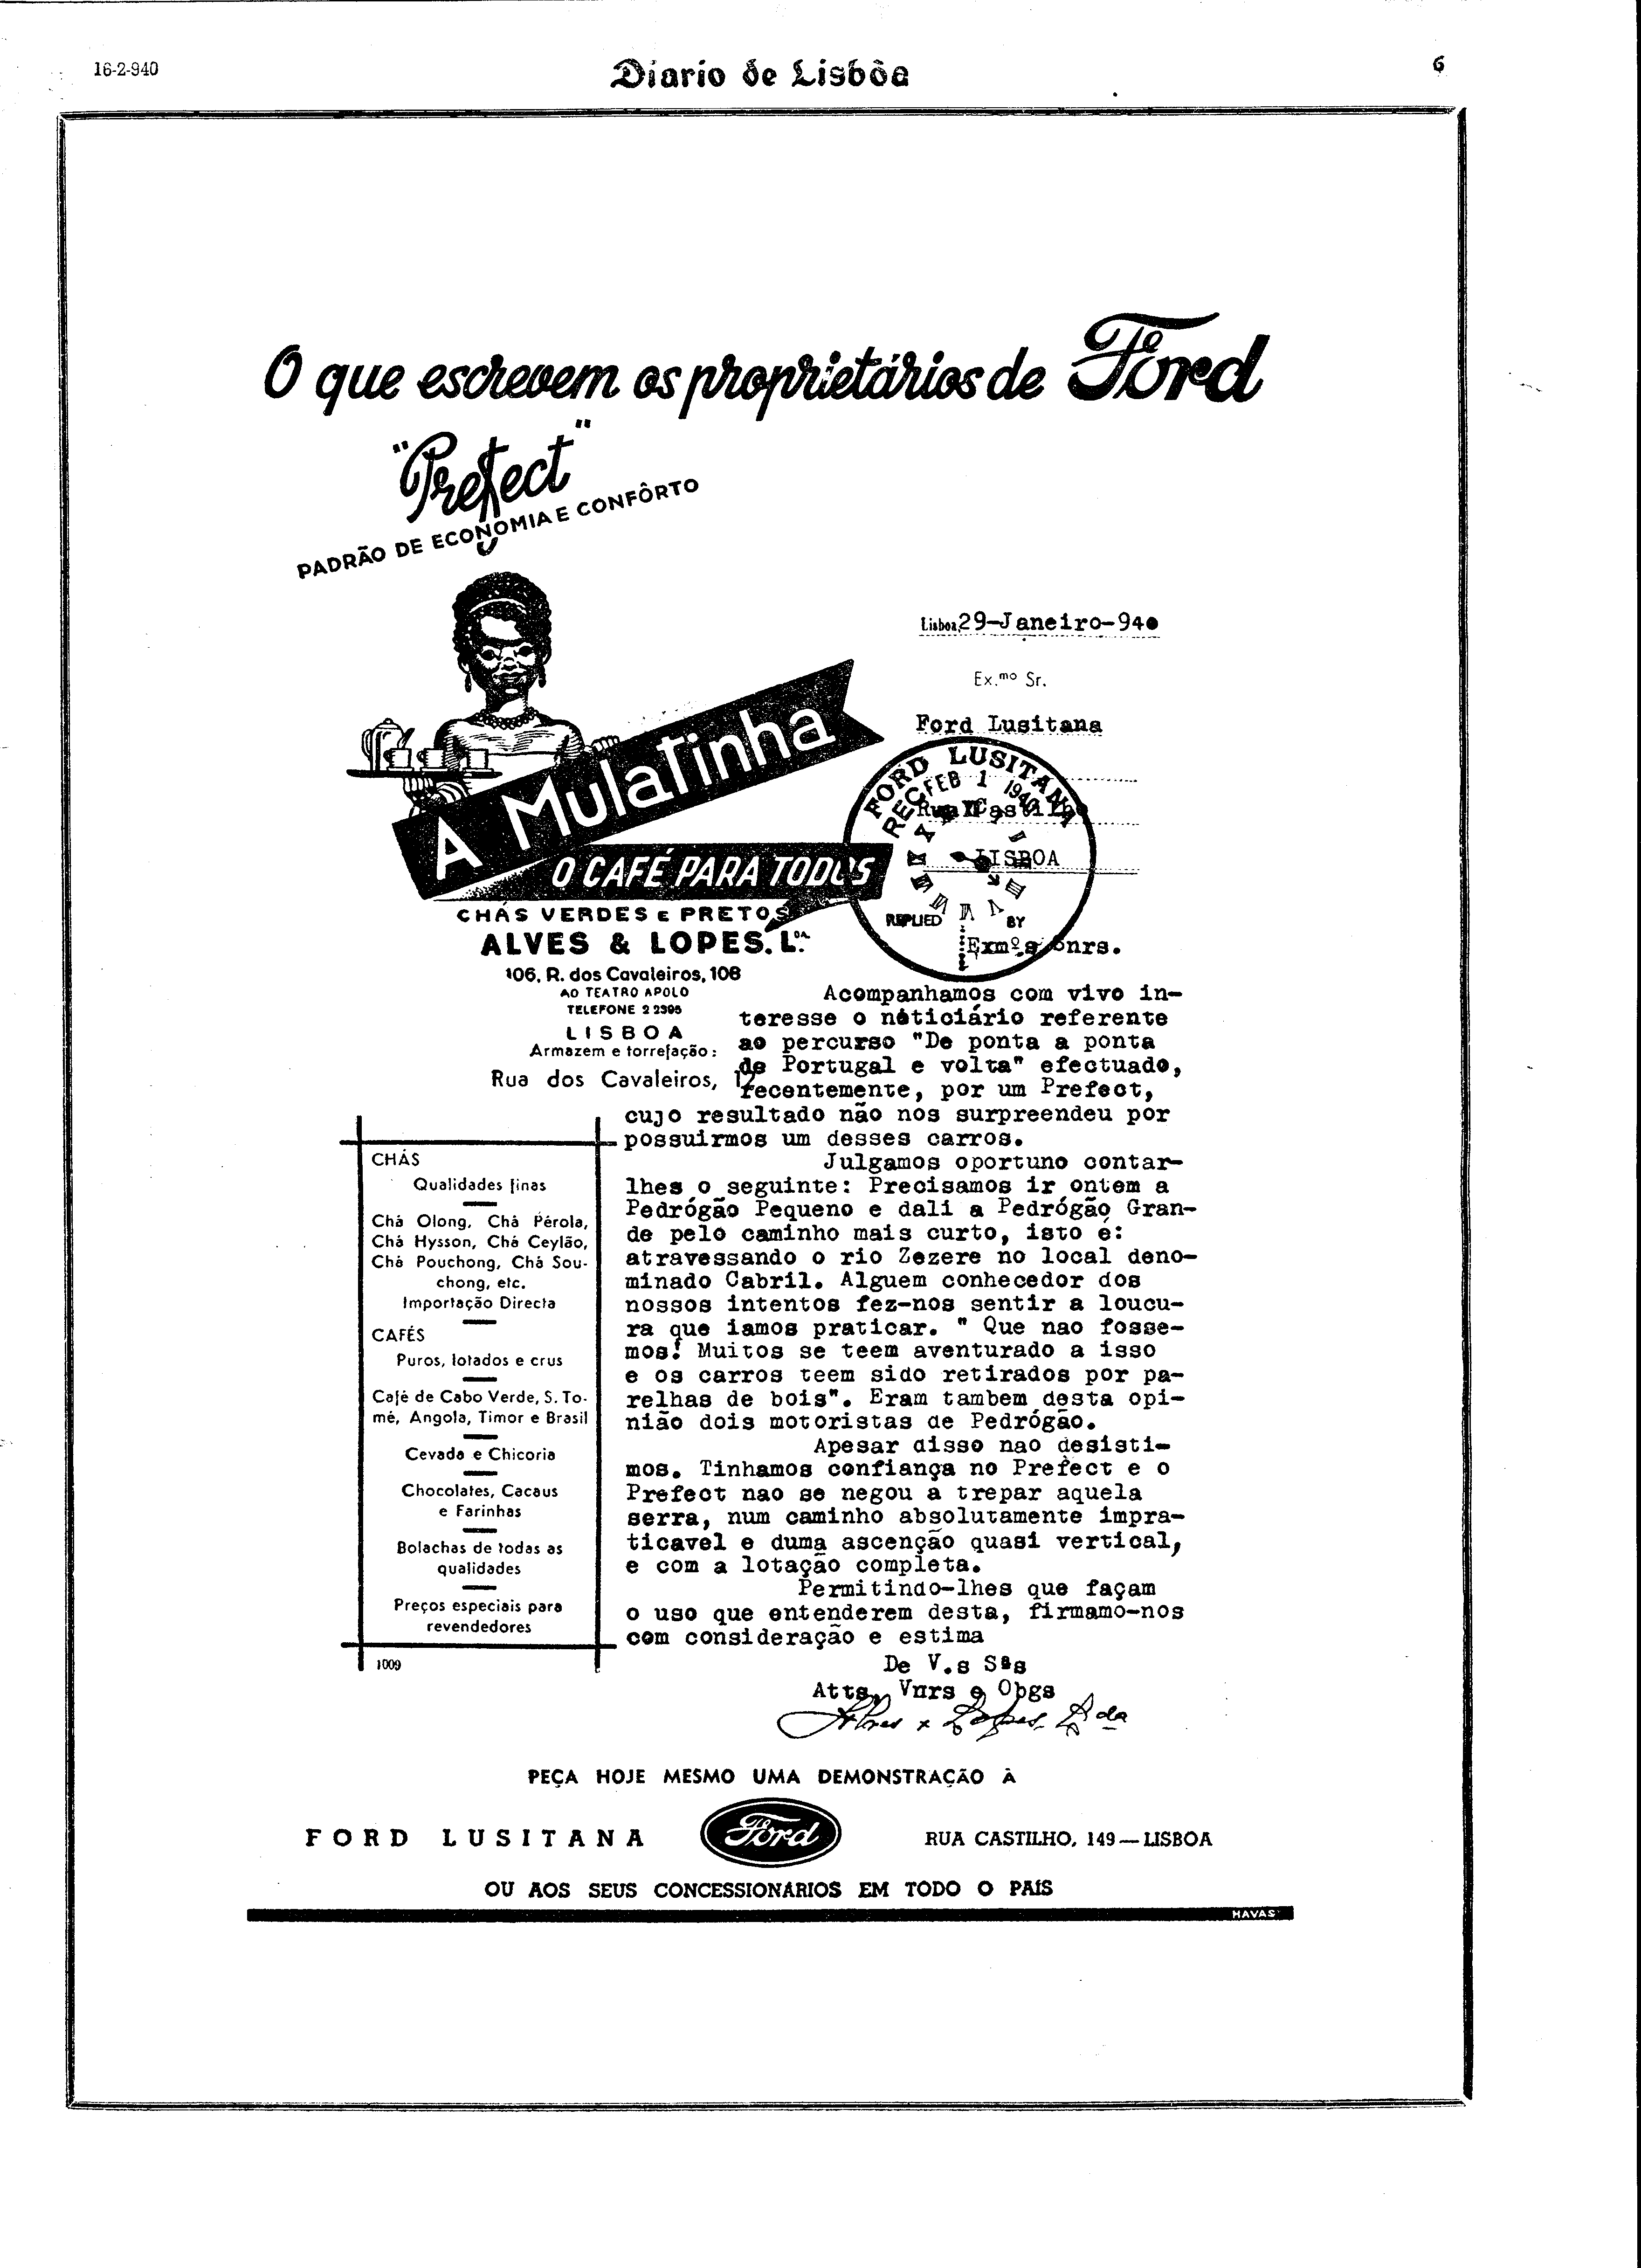 16-2-940
Diario de Lisbôa
6
O que escrevem os proprietários de Ford
"Prefect"
PADRÃO DE ECONOMIA E CONFÔRTO
Lisboa, 29-Janeiro-940
Ex.mo Sr.
Ford Lusitana
FORD LUSITANA
REC. FEB 1 1940
Rua Castilho
LISBOA
REPLIED BY
A Mulatinha
O CAFÉ PARA TODOS
CHÁS VERDES E PRETOS
ALVES & LOPES, L.DA
106, R. dos Cavaleiros, 108
AO TEATRO APOLO
TELEFONE 2 2395
LISBOA
Armazem e torrefação:
Rua dos Cavaleiros, 12
Exmºs Snrs.
Acompanhamos com vivo in-
teresse o noticiário referente
ao percurso "De ponta a ponta
de Portugal e volta" efectuado,
recentemente, por um Prefect,
cujo resultado não nos surpreendeu por
possuirmos um desses carros.
Julgamos oportuno contar-
lhes o seguinte: Precisamos ir ontem a
Pedrógão Pequeno e dali a Pedrógão Gran-
de pelo caminho mais curto, isto é:
atravessando o rio Zezere no local deno-
minado Cabril. Alguem conhecedor dos
nossos intentos fez-nos sentir a loucu-
ra que iamos praticar. " Que nao fosse-
mos! Muitos se teem aventurado a isso
e os carros teem sido retirados por pa-
relhas de bois". Eram tambem desta opi-
nião dois motoristas de Pedrógão.
Apesar disso nao desisti-
mos. Tinhamos confiança no Prefect e o
Prefect nao se negou a trepar aquela
serra, num caminho absolutamente impra-
ticavel e duma ascenção quasi vertical,
e com a lotação completa.
Permitindo-lhes que façam
o uso que entenderem desta, firmamo-nos
com consideração e estima
De V.s Sªs
Atts, Vnrs e Obgs
Alves & Lopes, Lda
CHÁS
Qualidades finas
Chá Olong, Chá Pérola,
Chá Hysson, Chá Ceylão,
Chá Pouchong, Chá Sou-
chong, etc.
Importação Directa
CAFÉS
Puros, lotados e crus
Café de Cabo Verde, S. To-
mé, Angola, Timor e Brasil
Cevada e Chicoria
Chocolates, Cacaus
e Farinhas
Bolachas de todas as
qualidades
Preços especiais para
revendedores
1009
PEÇA HOJE MESMO UMA DEMONSTRAÇÃO À
FORD LUSITANA
Ford
RUA CASTILHO, 149 — LISBOA
OU AOS SEUS CONCESSIONÁRIOS EM TODO O PAÍS
HAVAS